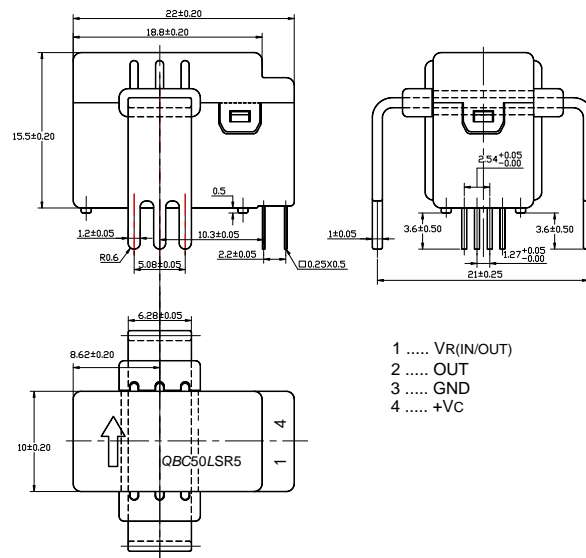 22±0.20
18.8±0.20
15.5±0.20
0.5
1.2±0.05
10.3±0.05
R0.6
5.08±0.05
2.2±0.05
□0.25X0.5
2.54+0.05 -0.00
1±0.05
3.6±0.50
3.6±0.50
1.27+0.05 -0.00
21±0.25
6.28±0.05
8.62±0.20
10±0.20
QBC50LSR5
1 4
1 ..... VR(IN/OUT)
2 ..... OUT
3 ..... GND
4 ..... +VC